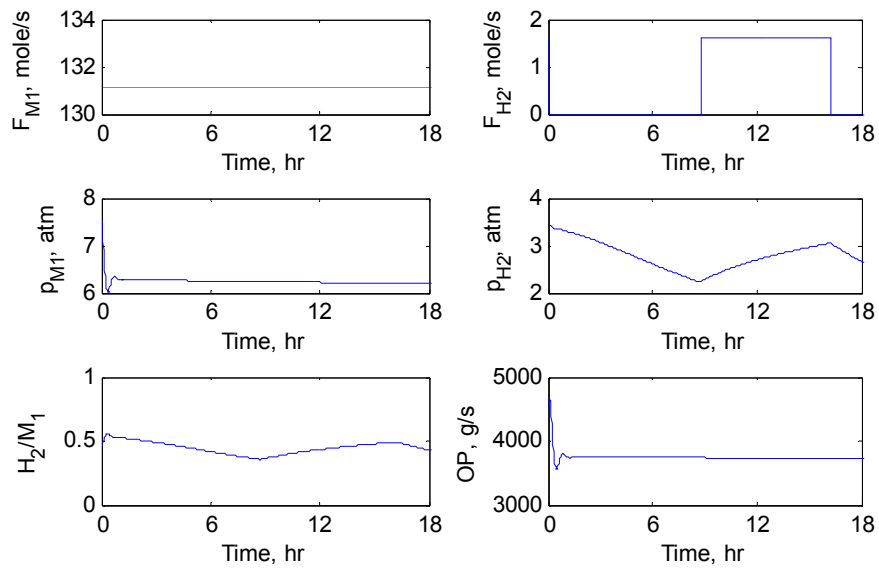 134
132
130
F_M1, mole/s
0 6 12 18
Time, hr
2
1
0
F_H2, mole/s
0 6 12 18
Time, hr
8
7
6
p_M1, atm
0 6 12 18
Time, hr
4
3
2
p_H2, atm
0 6 12 18
Time, hr
1
0.5
0
H_2/M_1
0 6 12 18
Time, hr
5000
4000
3000
OP, g/s
0 6 12 18
Time, hr